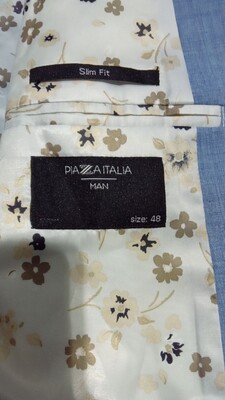 Slim Fit
PIAZZA ITALIA
MAN
size: 48